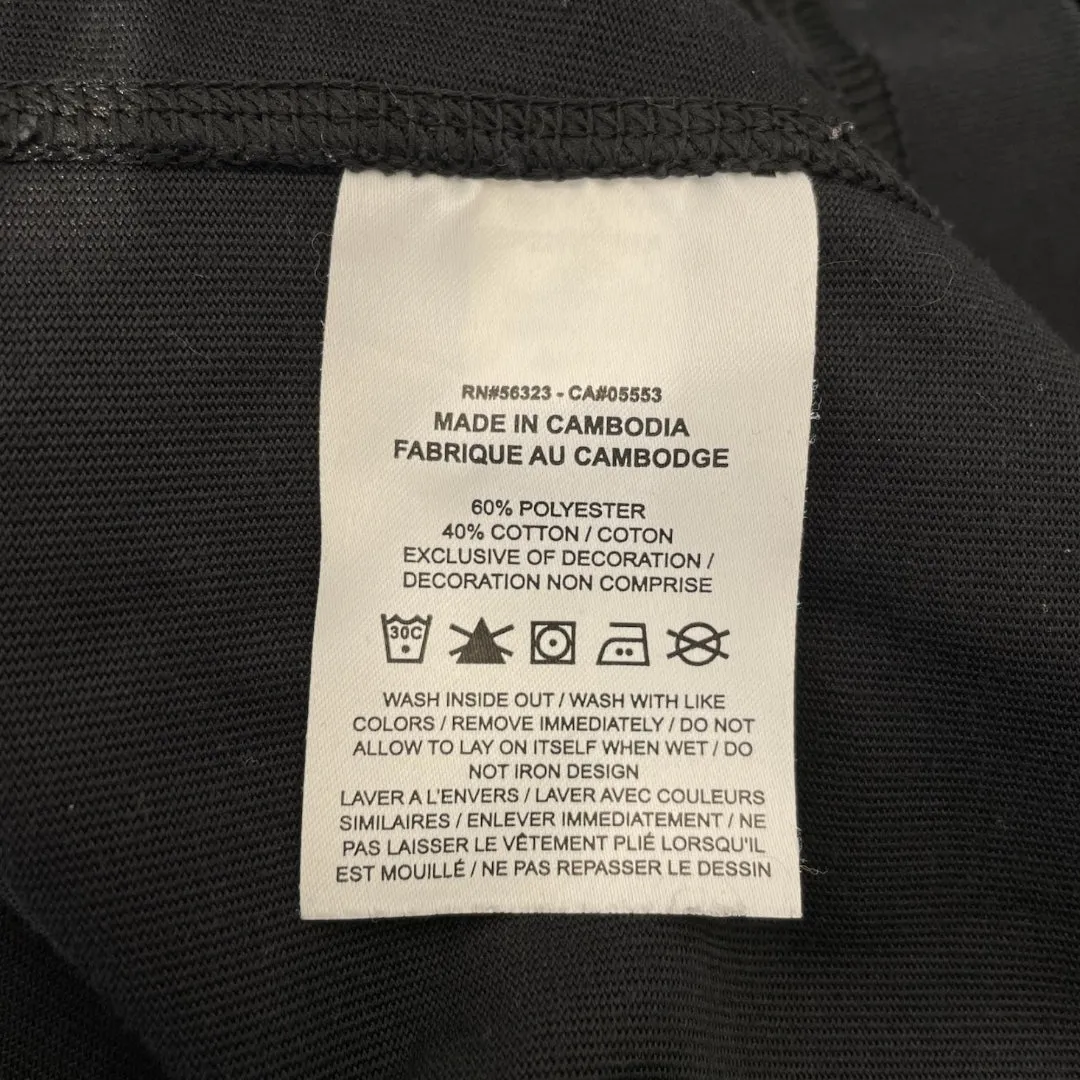 RN#56323 - CA#05553
MADE IN CAMBODIA
FABRIQUE AU CAMBODGE
60% POLYESTER
40% COTTON / COTON
EXCLUSIVE OF DECORATION /
DECORATION NON COMPRISE
30C
WASH INSIDE OUT / WASH WITH LIKE
COLORS / REMOVE IMMEDIATELY / DO NOT
ALLOW TO LAY ON ITSELF WHEN WET / DO
NOT IRON DESIGN
LAVER A L'ENVERS / LAVER AVEC COULEURS
SIMILAIRES / ENLEVER IMMEDIATEMENT / NE
PAS LAISSER LE VÊTEMENT PLIÉ LORSQU'IL
EST MOUILLÉ / NE PAS REPASSER LE DESSIN